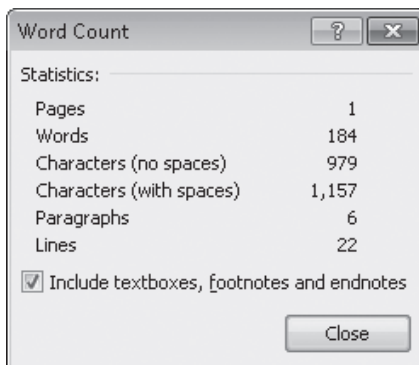 Word Count
Statistics:
Pages 1
Words 184
Characters (no spaces) 979
Characters (with spaces) 1,157
Paragraphs 6
Lines 22
Include textboxes, footnotes and endnotes
Close